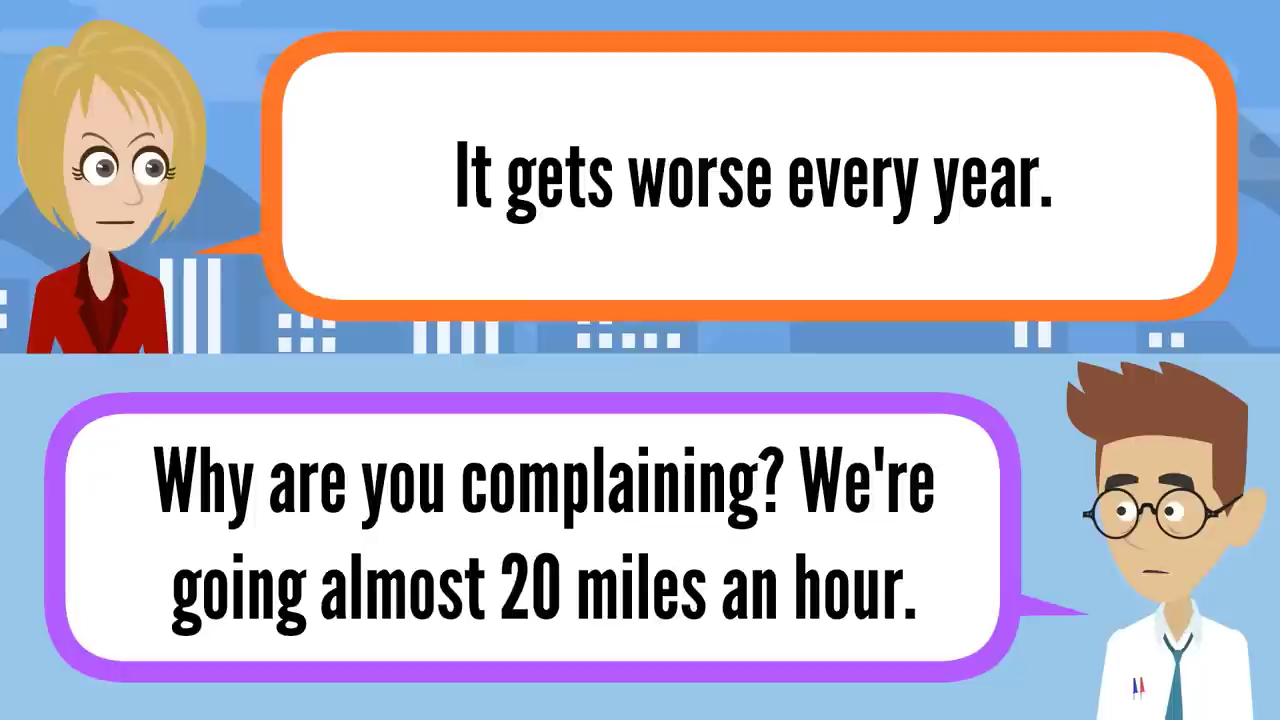 It gets worse every year.
Why are you complaining? We're
going almost 20 miles an hour.